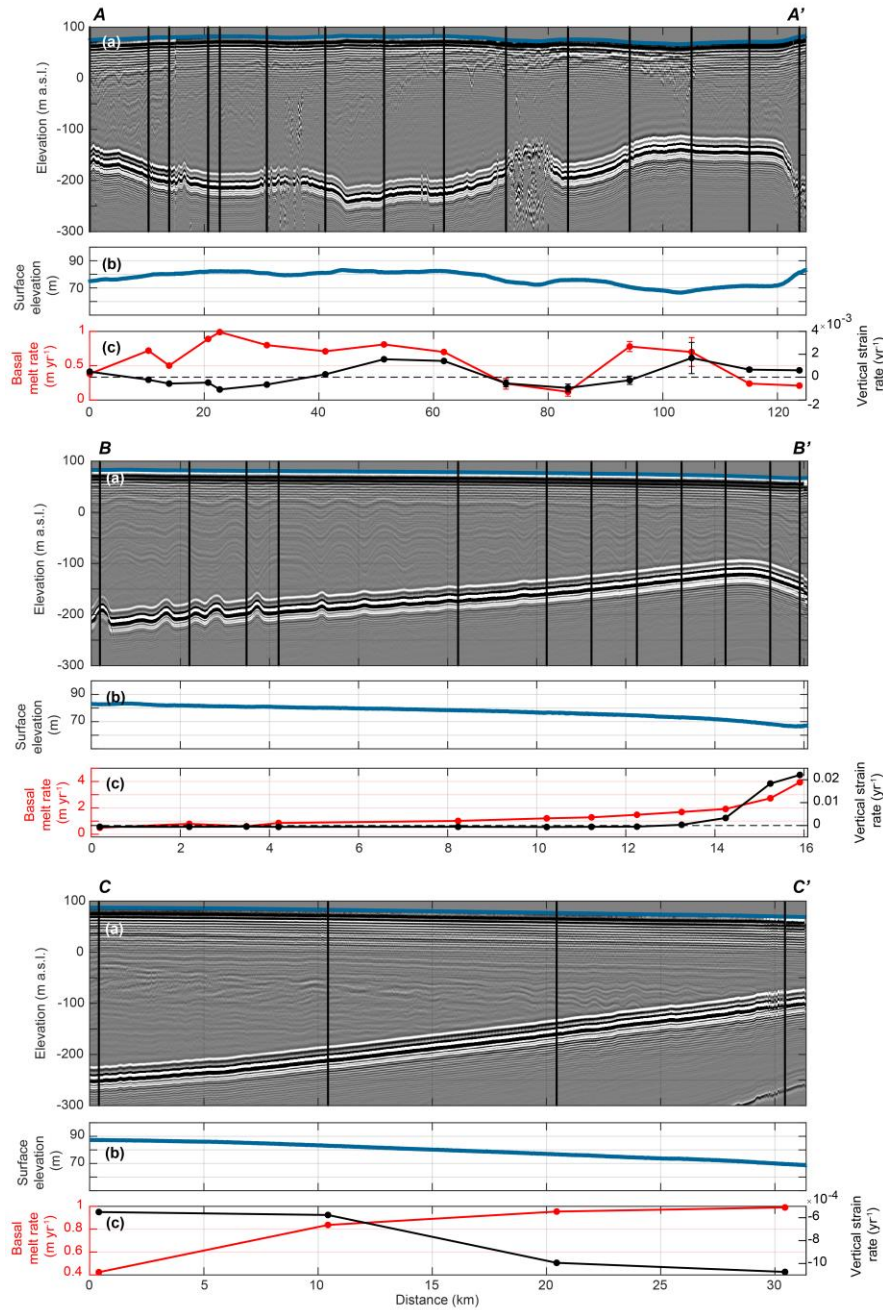 A A'
(a)
100
0
-100
-200
-300
Elevation (m a.s.l.)
(b)
90
70
Surface
elevation
(m)
(c)
1
0.5
0
Basal
melt rate
(m yr⁻¹)
×10⁻³
4
2
0
-2
Vertical strain
rate (yr⁻¹)
0 20 40 60 80 100 120
B B'
(a)
100
0
-100
-200
-300
Elevation (m a.s.l.)
(b)
90
70
Surface
elevation
(m)
(c)
4
2
0
Basal
melt rate
(m yr⁻¹)
0.02
0.01
0
Vertical strain
rate (yr⁻¹)
0 2 4 6 8 10 12 14 16
C C'
(a)
100
0
-100
-200
-300
Elevation (m a.s.l.)
(b)
90
70
Surface
elevation
(m)
(c)
1
0.8
0.6
0.4
Basal
melt rate
(m yr⁻¹)
×10⁻⁴
-6
-8
-10
Vertical strain
rate (yr⁻¹)
0 5 10 15 20 25 30
Distance (km)